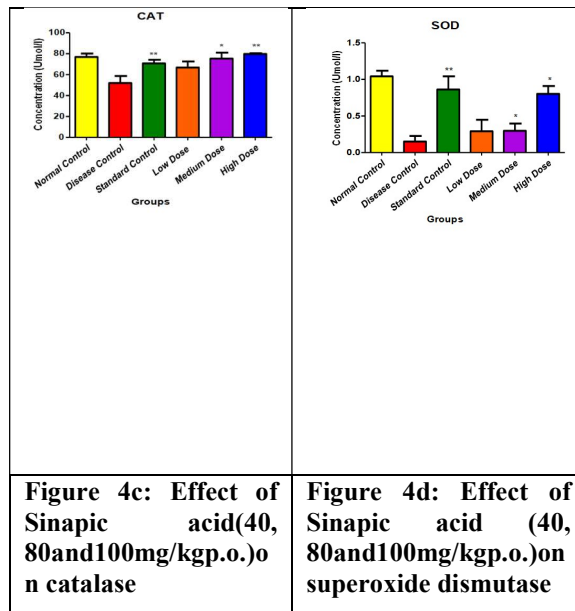 CAT
Concentration (Umol/l)
100
80
60
40
20
0
** * **
Normal Control
Disease Control
Standard Control
Low Dose
Medium Dose
High Dose
Groups
SOD
Concentration (Umol/l)
1.5
1.0
0.5
0.0
** * *
Normal Control
Disease Control
Standard Control
Low Dose
Medium Dose
High Dose
Groups
Figure 4c: Effect of
Sinapic acid(40,
80and100mg/kgp.o.)o
n catalase
Figure 4d: Effect of
Sinapic acid (40,
80and100mg/kgp.o.)on
superoxide dismutase